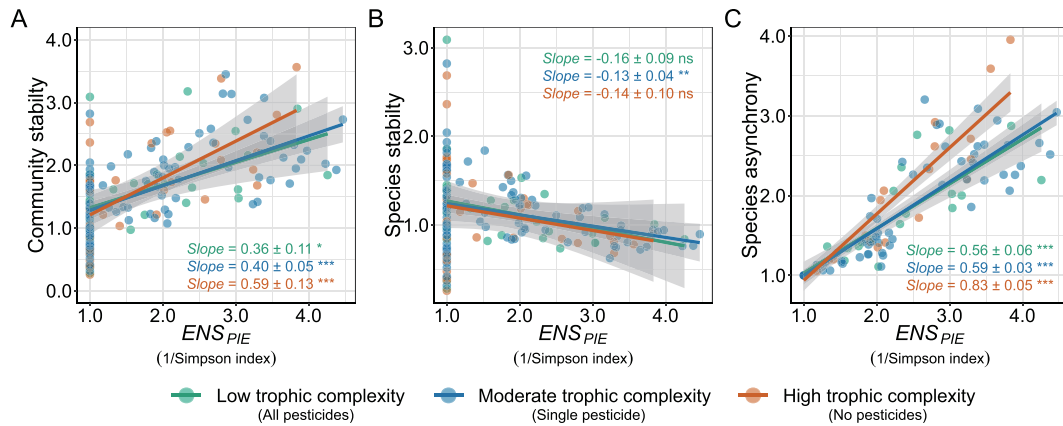 A
Community stabilty
4.0
3.0
2.0
1.0
0.0
Slope = 0.36 ± 0.11 *
Slope = 0.40 ± 0.05 ***
Slope = 0.59 ± 0.13 ***
1.0 2.0 3.0 4.0
ENS PIE
(1/Simpson index)
B
Species stabilty
3.0
2.0
1.0
Slope = -0.16 ± 0.09 ns
Slope = -0.13 ± 0.04 **
Slope = -0.14 ± 0.10 ns
1.0 2.0 3.0 4.0
ENS PIE
(1/Simpson index)
C
Species asynchrony
4.0
3.0
2.0
1.0
Slope = 0.56 ± 0.06 ***
Slope = 0.59 ± 0.03 ***
Slope = 0.83 ± 0.05 ***
1.0 2.0 3.0 4.0
ENS PIE
(1/Simpson index)
Low trophic complexity
(All pesticides)
Moderate trophic complexity
(Single pesticide)
High trophic complexity
(No pesticides)